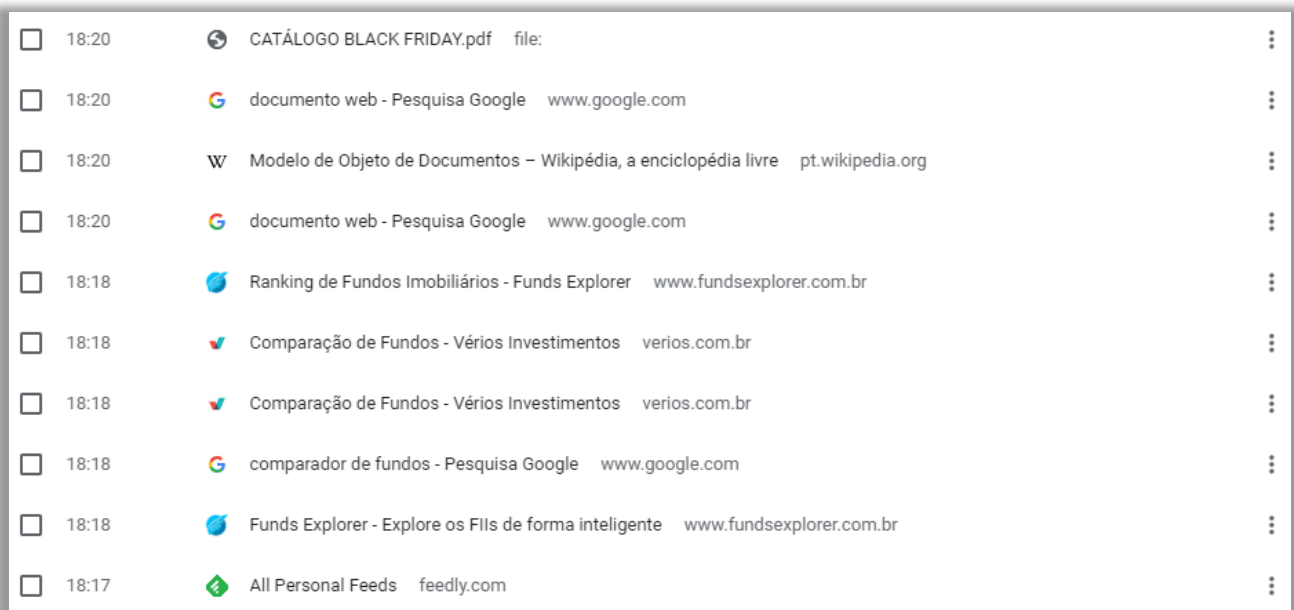 18:20 CATÁLOGO BLACK FRIDAY.pdf file:
18:20 documento web - Pesquisa Google www.google.com
18:20 Modelo de Objeto de Documentos – Wikipédia, a enciclopédia livre pt.wikipedia.org
18:20 documento web - Pesquisa Google www.google.com
18:18 Ranking de Fundos Imobiliários - Funds Explorer www.fundsexplorer.com.br
18:18 Comparação de Fundos - Vérios Investimentos verios.com.br
18:18 Comparação de Fundos - Vérios Investimentos verios.com.br
18:18 comparador de fundos - Pesquisa Google www.google.com
18:18 Funds Explorer - Explore os FIIs de forma inteligente www.fundsexplorer.com.br
18:17 All Personal Feeds feedly.com